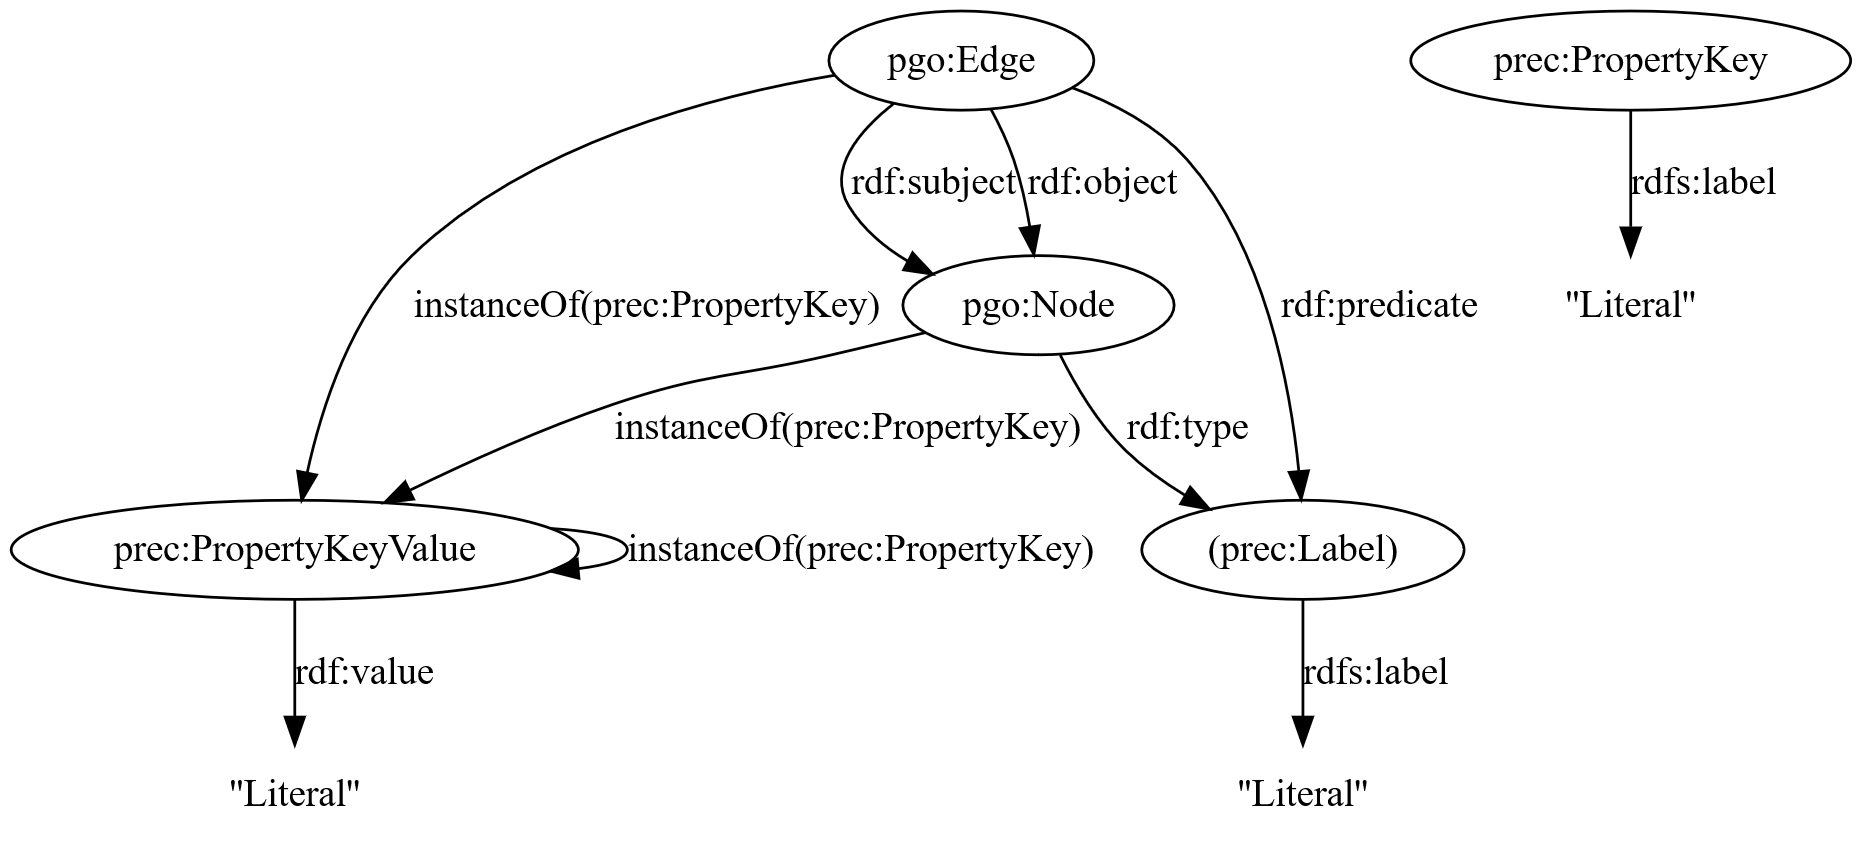 pgo:Edge
prec:PropertyKey
rdf:subject
rdf:object
rdfs:label
instanceOf(prec:PropertyKey)
pgo:Node
rdf:predicate
"Literal"
instanceOf(prec:PropertyKey)
rdf:type
prec:PropertyKeyValue
instanceOf(prec:PropertyKey)
(prec:Label)
rdf:value
rdfs:label
"Literal"
"Literal"